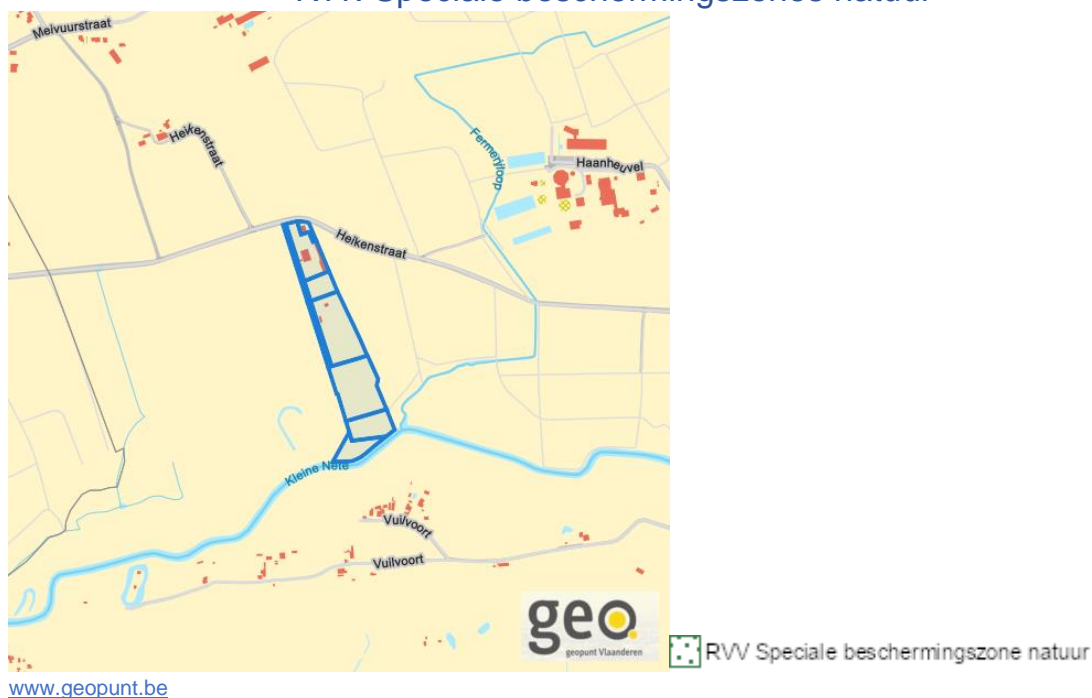 RVV Speciale beschermingszones natuur
Melvuurstraat
Heikenstraat
Fermerijloop
Haanheuvel
Heikenstraat
Kleine Nete
Vuilvoort
Vuilvoort
geo
geopunt Vlaanderen
RVV Speciale beschermingszone natuur
www.geopunt.be